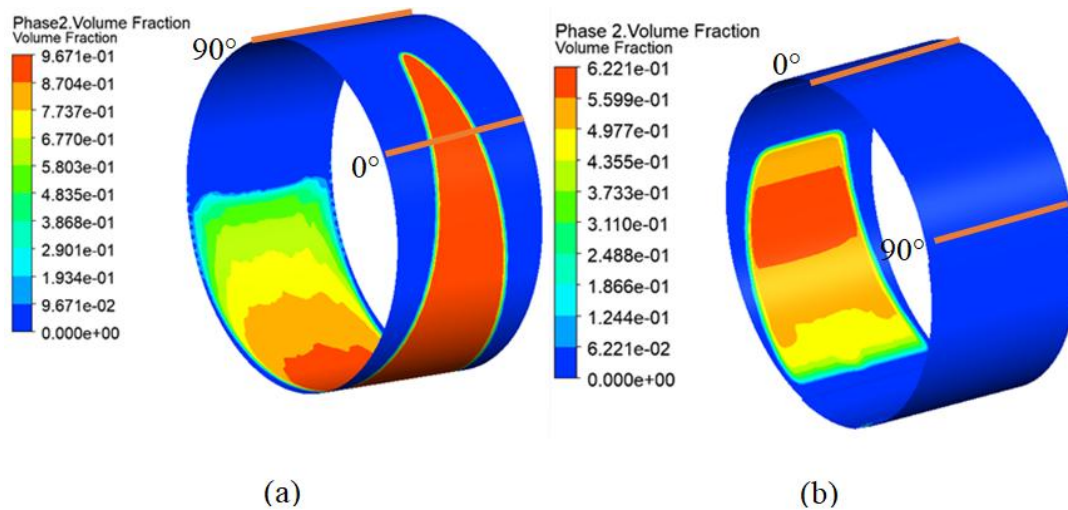 Phase2.Volume Fraction
Volume Fraction
9.671e-01
8.704e-01
7.737e-01
6.770e-01
5.803e-01
4.835e-01
3.868e-01
2.901e-01
1.934e-01
9.671e-02
0.000e+00
90°
0°
(a)
Phase 2.Volume Fraction
Volume Fraction
6.221e-01
5.599e-01
4.977e-01
4.355e-01
3.733e-01
3.110e-01
2.488e-01
1.866e-01
1.244e-01
6.221e-02
0.000e+00
0°
90°
(b)